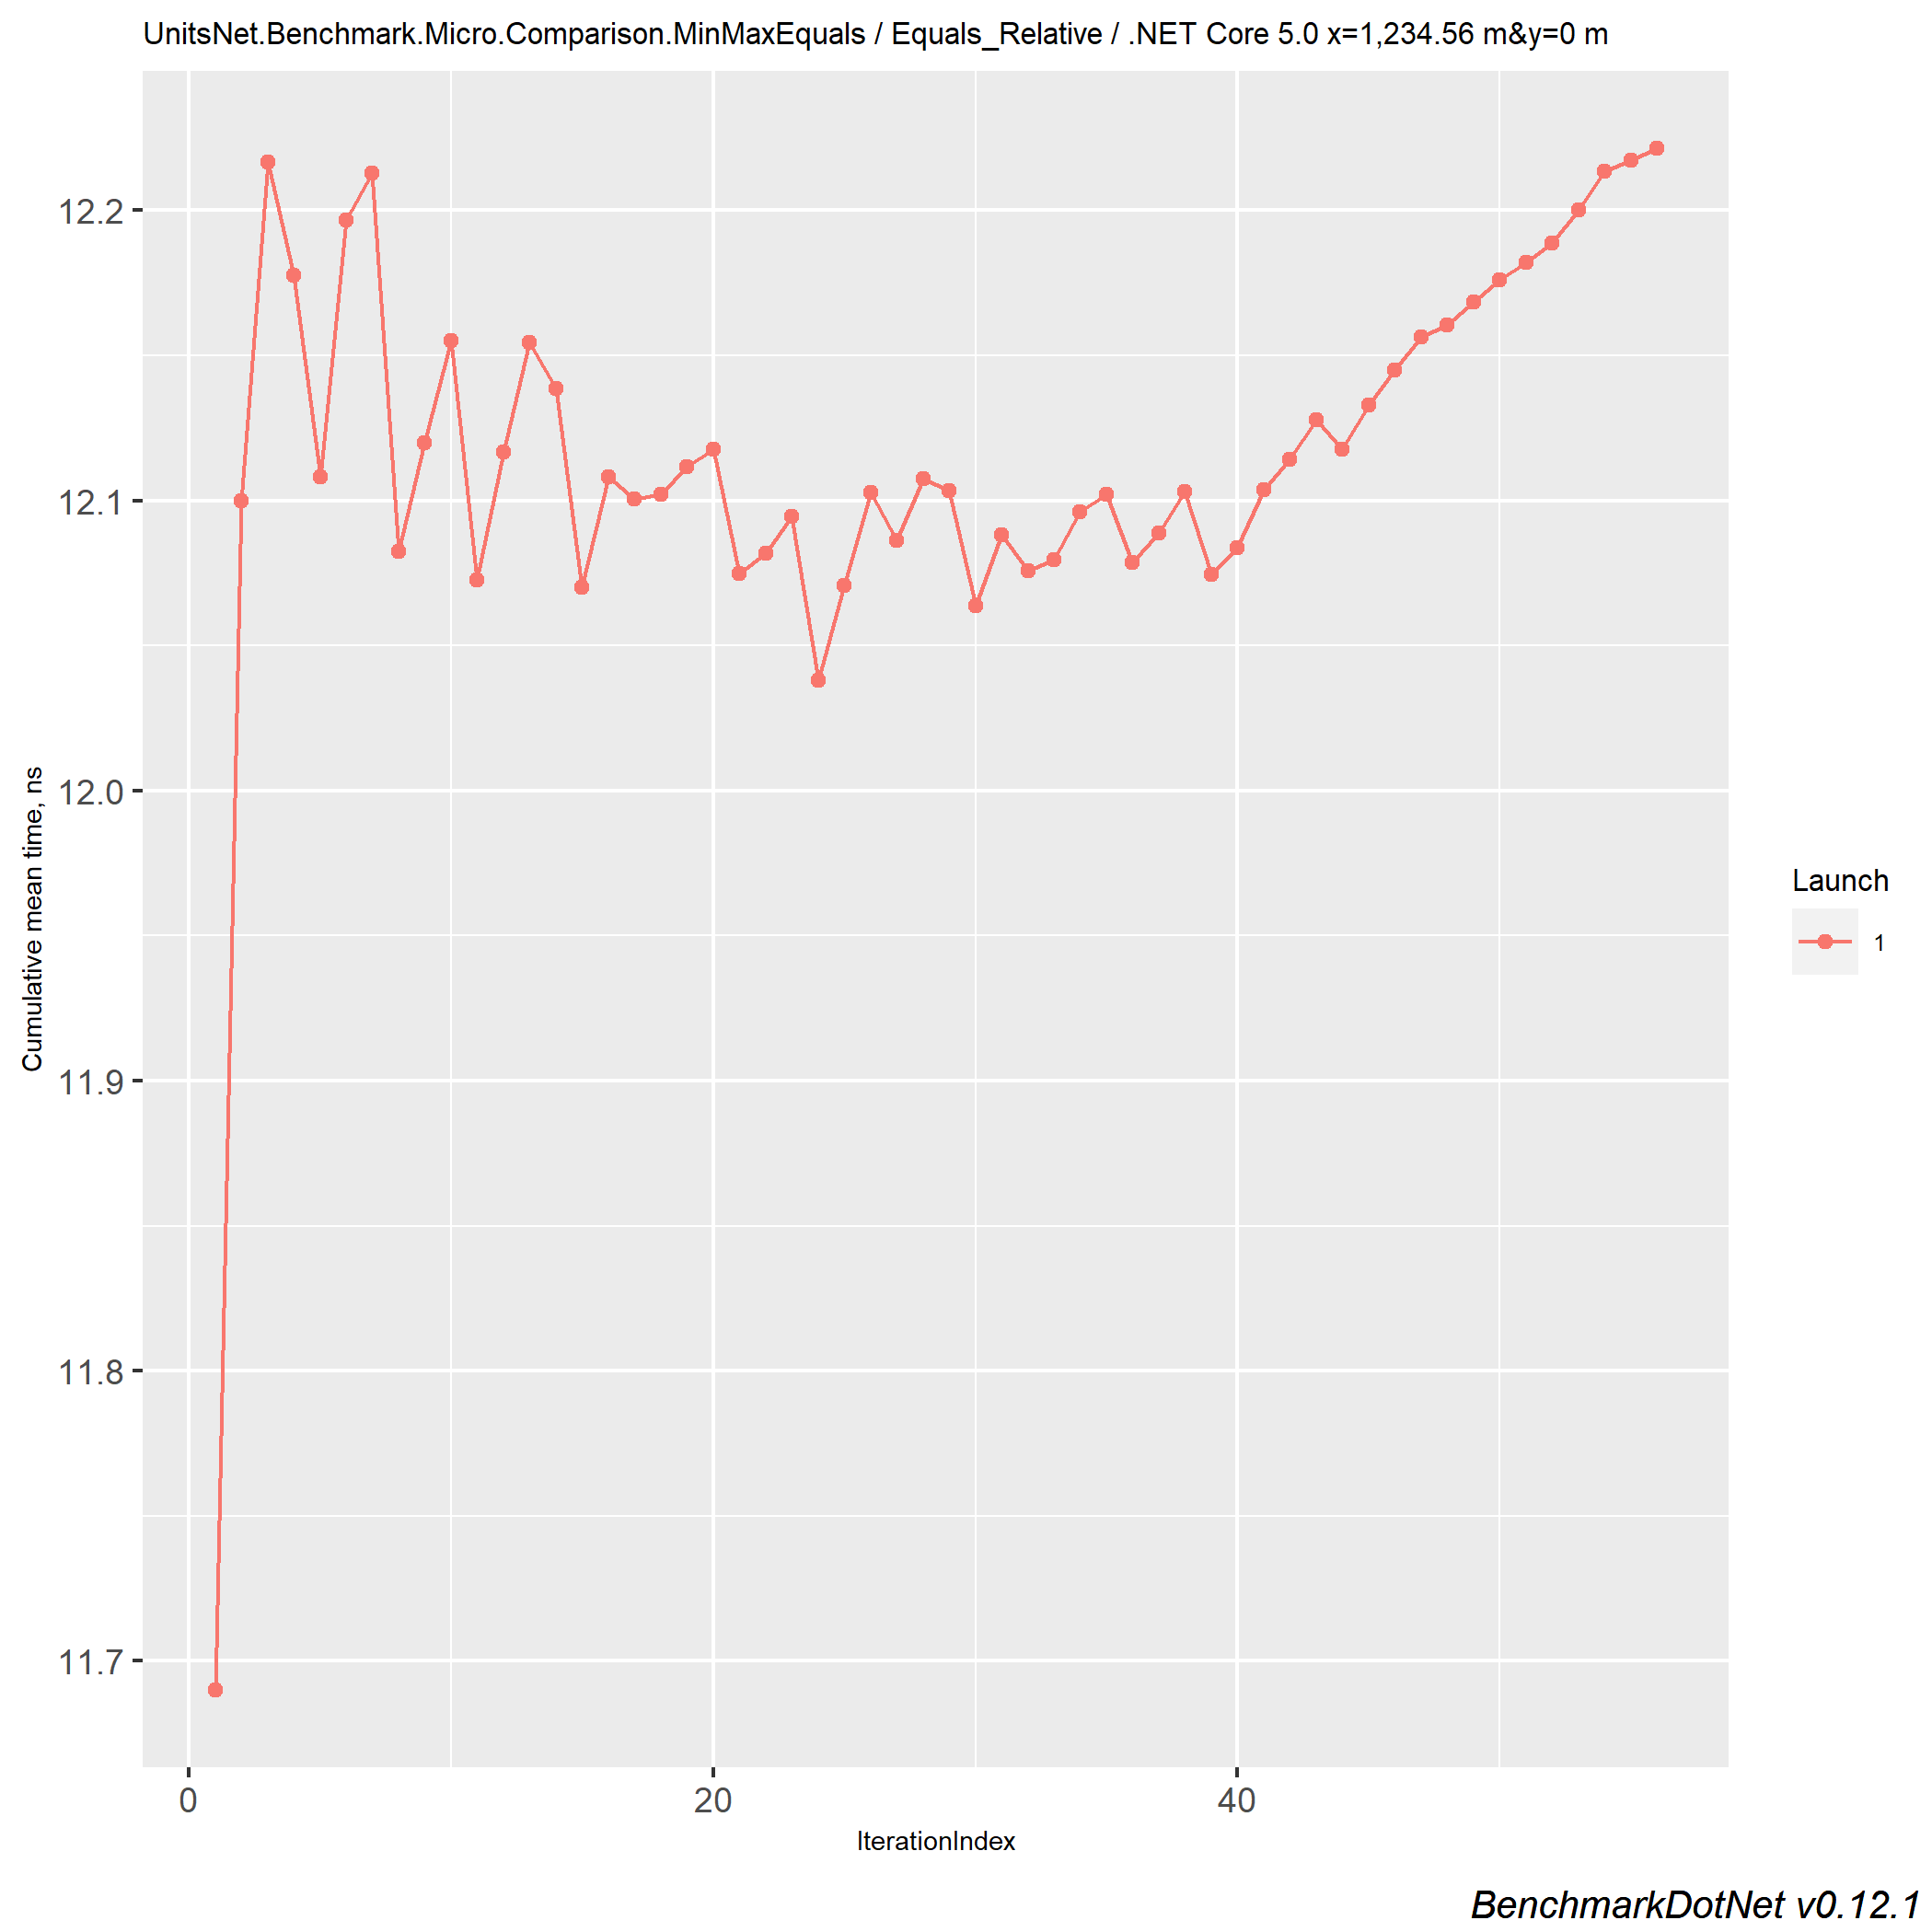 UnitsNet.Benchmark.Micro.Comparison.MinMaxEquals / Equals_Relative / .NET Core 5.0 x=1,234.56 m&y=0 m
12.2
12.1
12.0
11.9
11.8
11.7
Cumulative mean time, ns
0
20
40
IterationIndex
Launch
1
BenchmarkDotNet v0.12.1